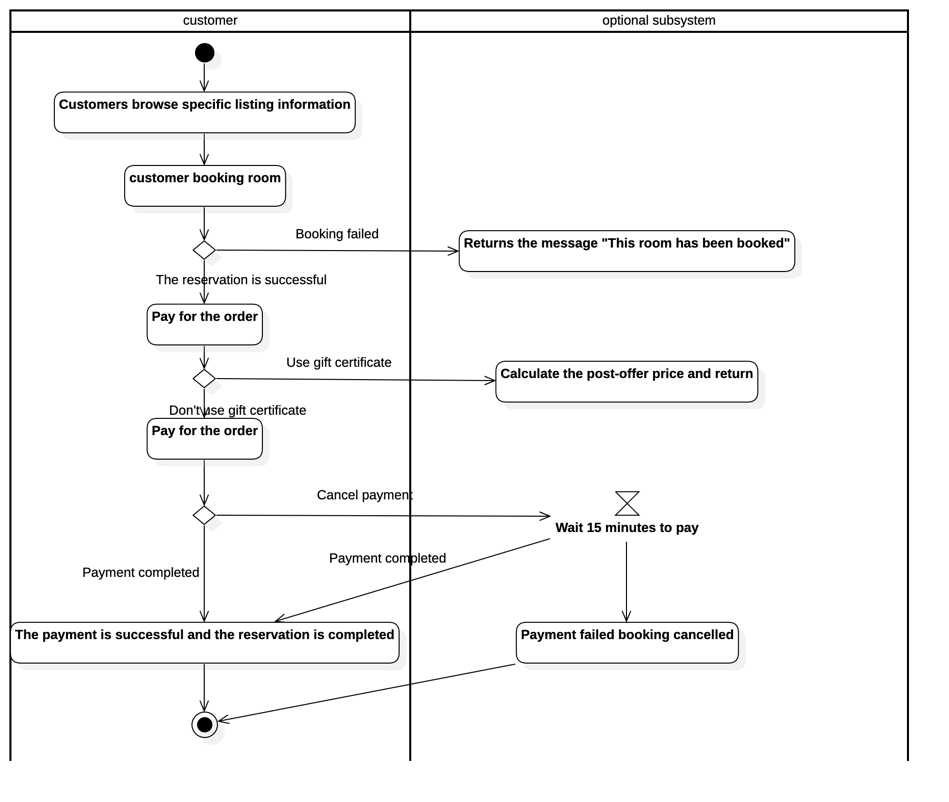 customer
optional subsystem
Customers browse specific listing information
customer booking room
Booking failed
Returns the message "This room has been booked"
The reservation is successful
Pay for the order
Use gift certificate
Calculate the post-offer price and return
Don't use gift certificate
Pay for the order
Cancel payment
Wait 15 minutes to pay
Payment completed
Payment completed
The payment is successful and the reservation is completed
Payment failed booking cancelled